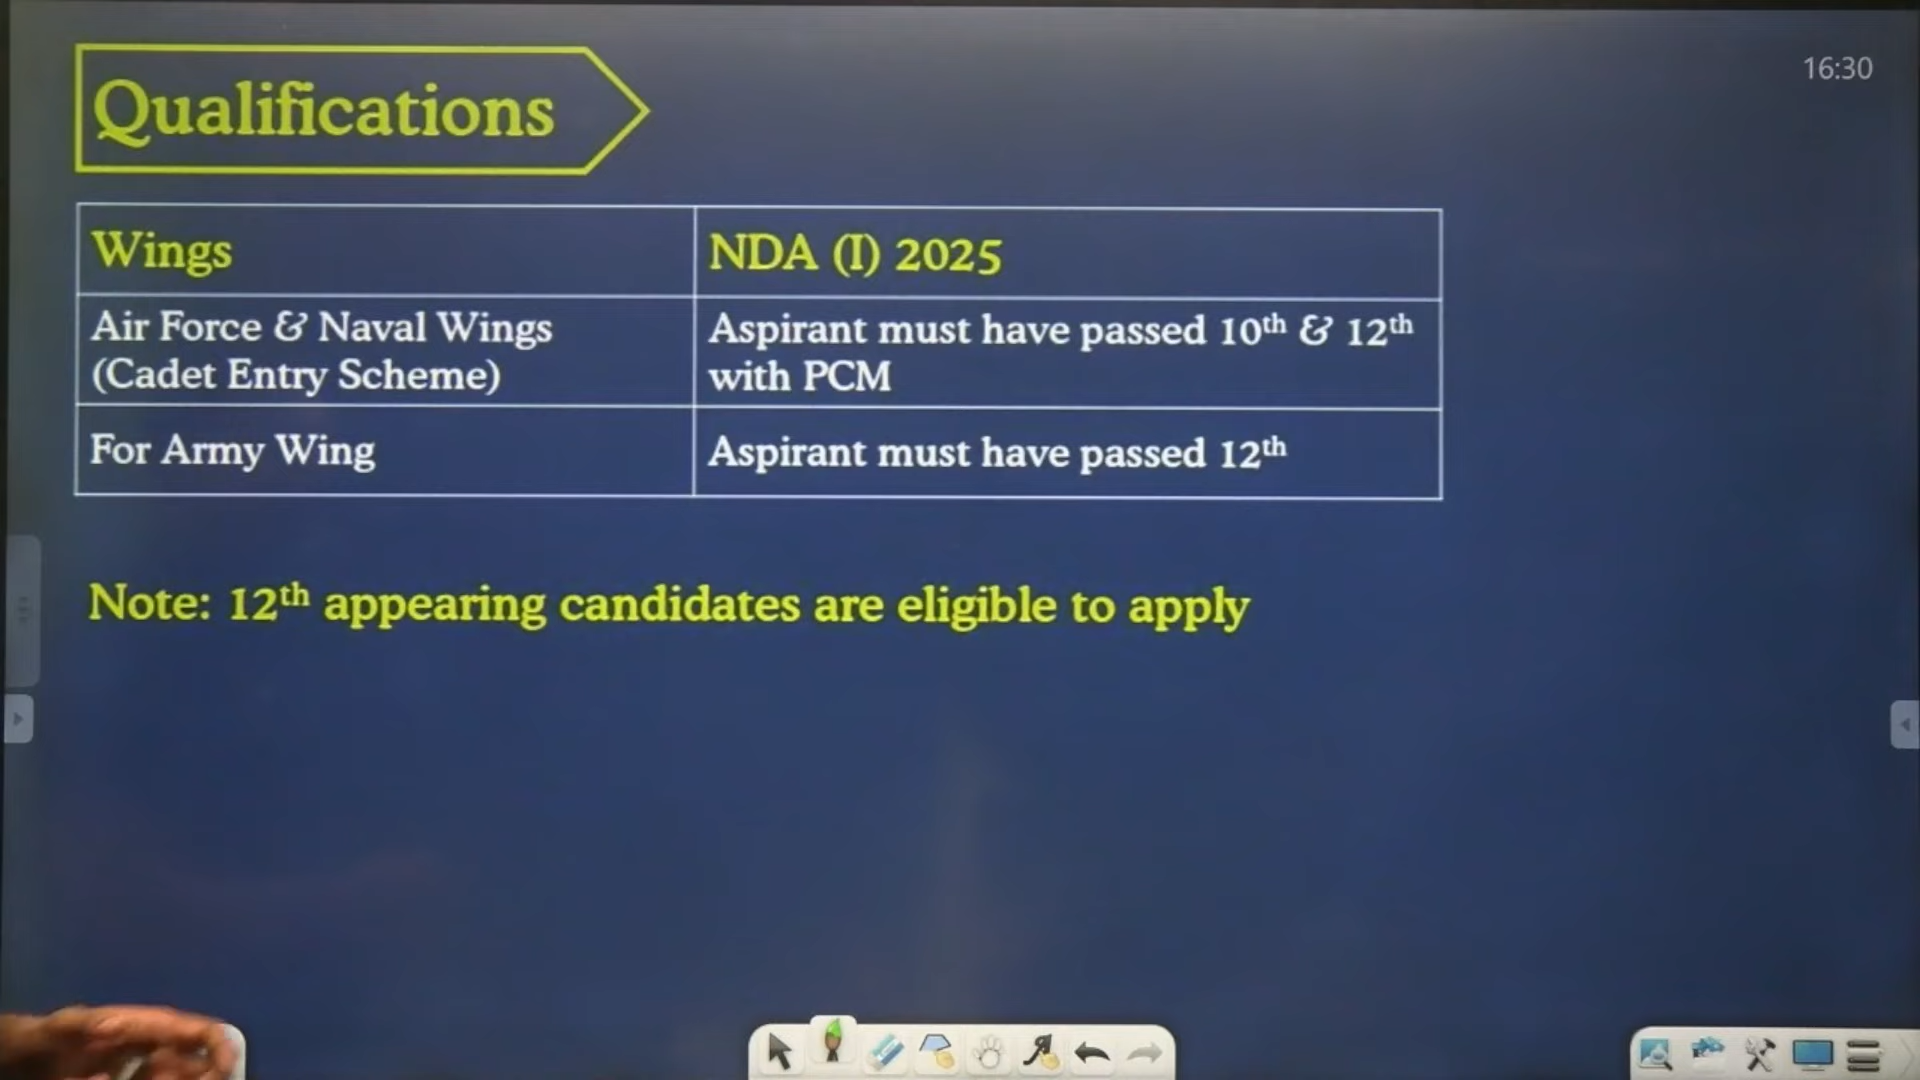 Qualifications
16:30
Wings
NDA (I) 2025
Air Force & Naval Wings
(Cadet Entry Scheme)
Aspirant must have passed 10th & 12th
with PCM
For Army Wing
Aspirant must have passed 12th
Note: 12th appearing candidates are eligible to apply